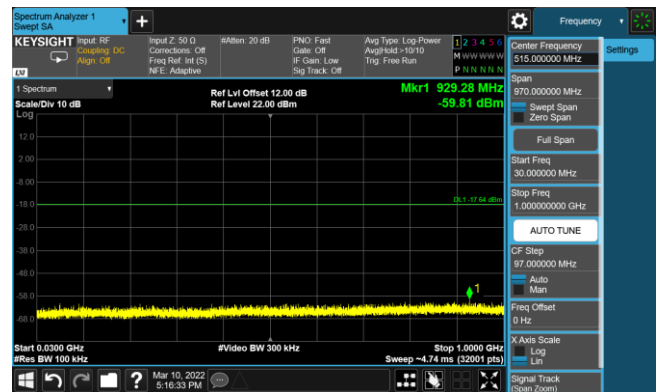 Spectrum Analyzer 1
Swept SA
Frequency
KEYSIGHT
Input: RF
Coupling: DC
Align: Off
Input Z: 50 Ω
Corrections: Off
Freq Ref: Int (S)
NFE: Adaptive
#Atten: 20 dB
PNO: Fast
Gate: Off
IF Gain: Low
Sig Track: Off
Avg Type: Log-Power
Avg|Hold:>10/10
Trig: Free Run
1 2 3 4 5 6
M W W W W W
P N N N N N
LXI
Center Frequency
515.000000 MHz
Settings
1 Spectrum
Scale/Div 10 dB
Log
Ref Lvl Offset 12.00 dB
Ref Level 22.00 dBm
Mkr1 929.28 MHz
-59.81 dBm
Span
970.000000 MHz
Swept Span
Zero Span
Full Span
Start Freq
30.000000 MHz
Stop Freq
1.000000000 GHz
AUTO TUNE
CF Step
97.000000 MHz
Auto
Man
Freq Offset
0 Hz
X Axis Scale
Log
Lin
Signal Track
(Span Zoom)
12.0
2.00
-8.00
-18.0
DL1 -17.64 dBm
-28.0
-38.0
-48.0
1
-58.0
-68.0
Start 0.0300 GHz
#Res BW 100 kHz
#Video BW 300 kHz
Stop 1.0000 GHz
Sweep ~4.74 ms (32001 pts)
?
Mar 10, 2022
5:16:33 PM